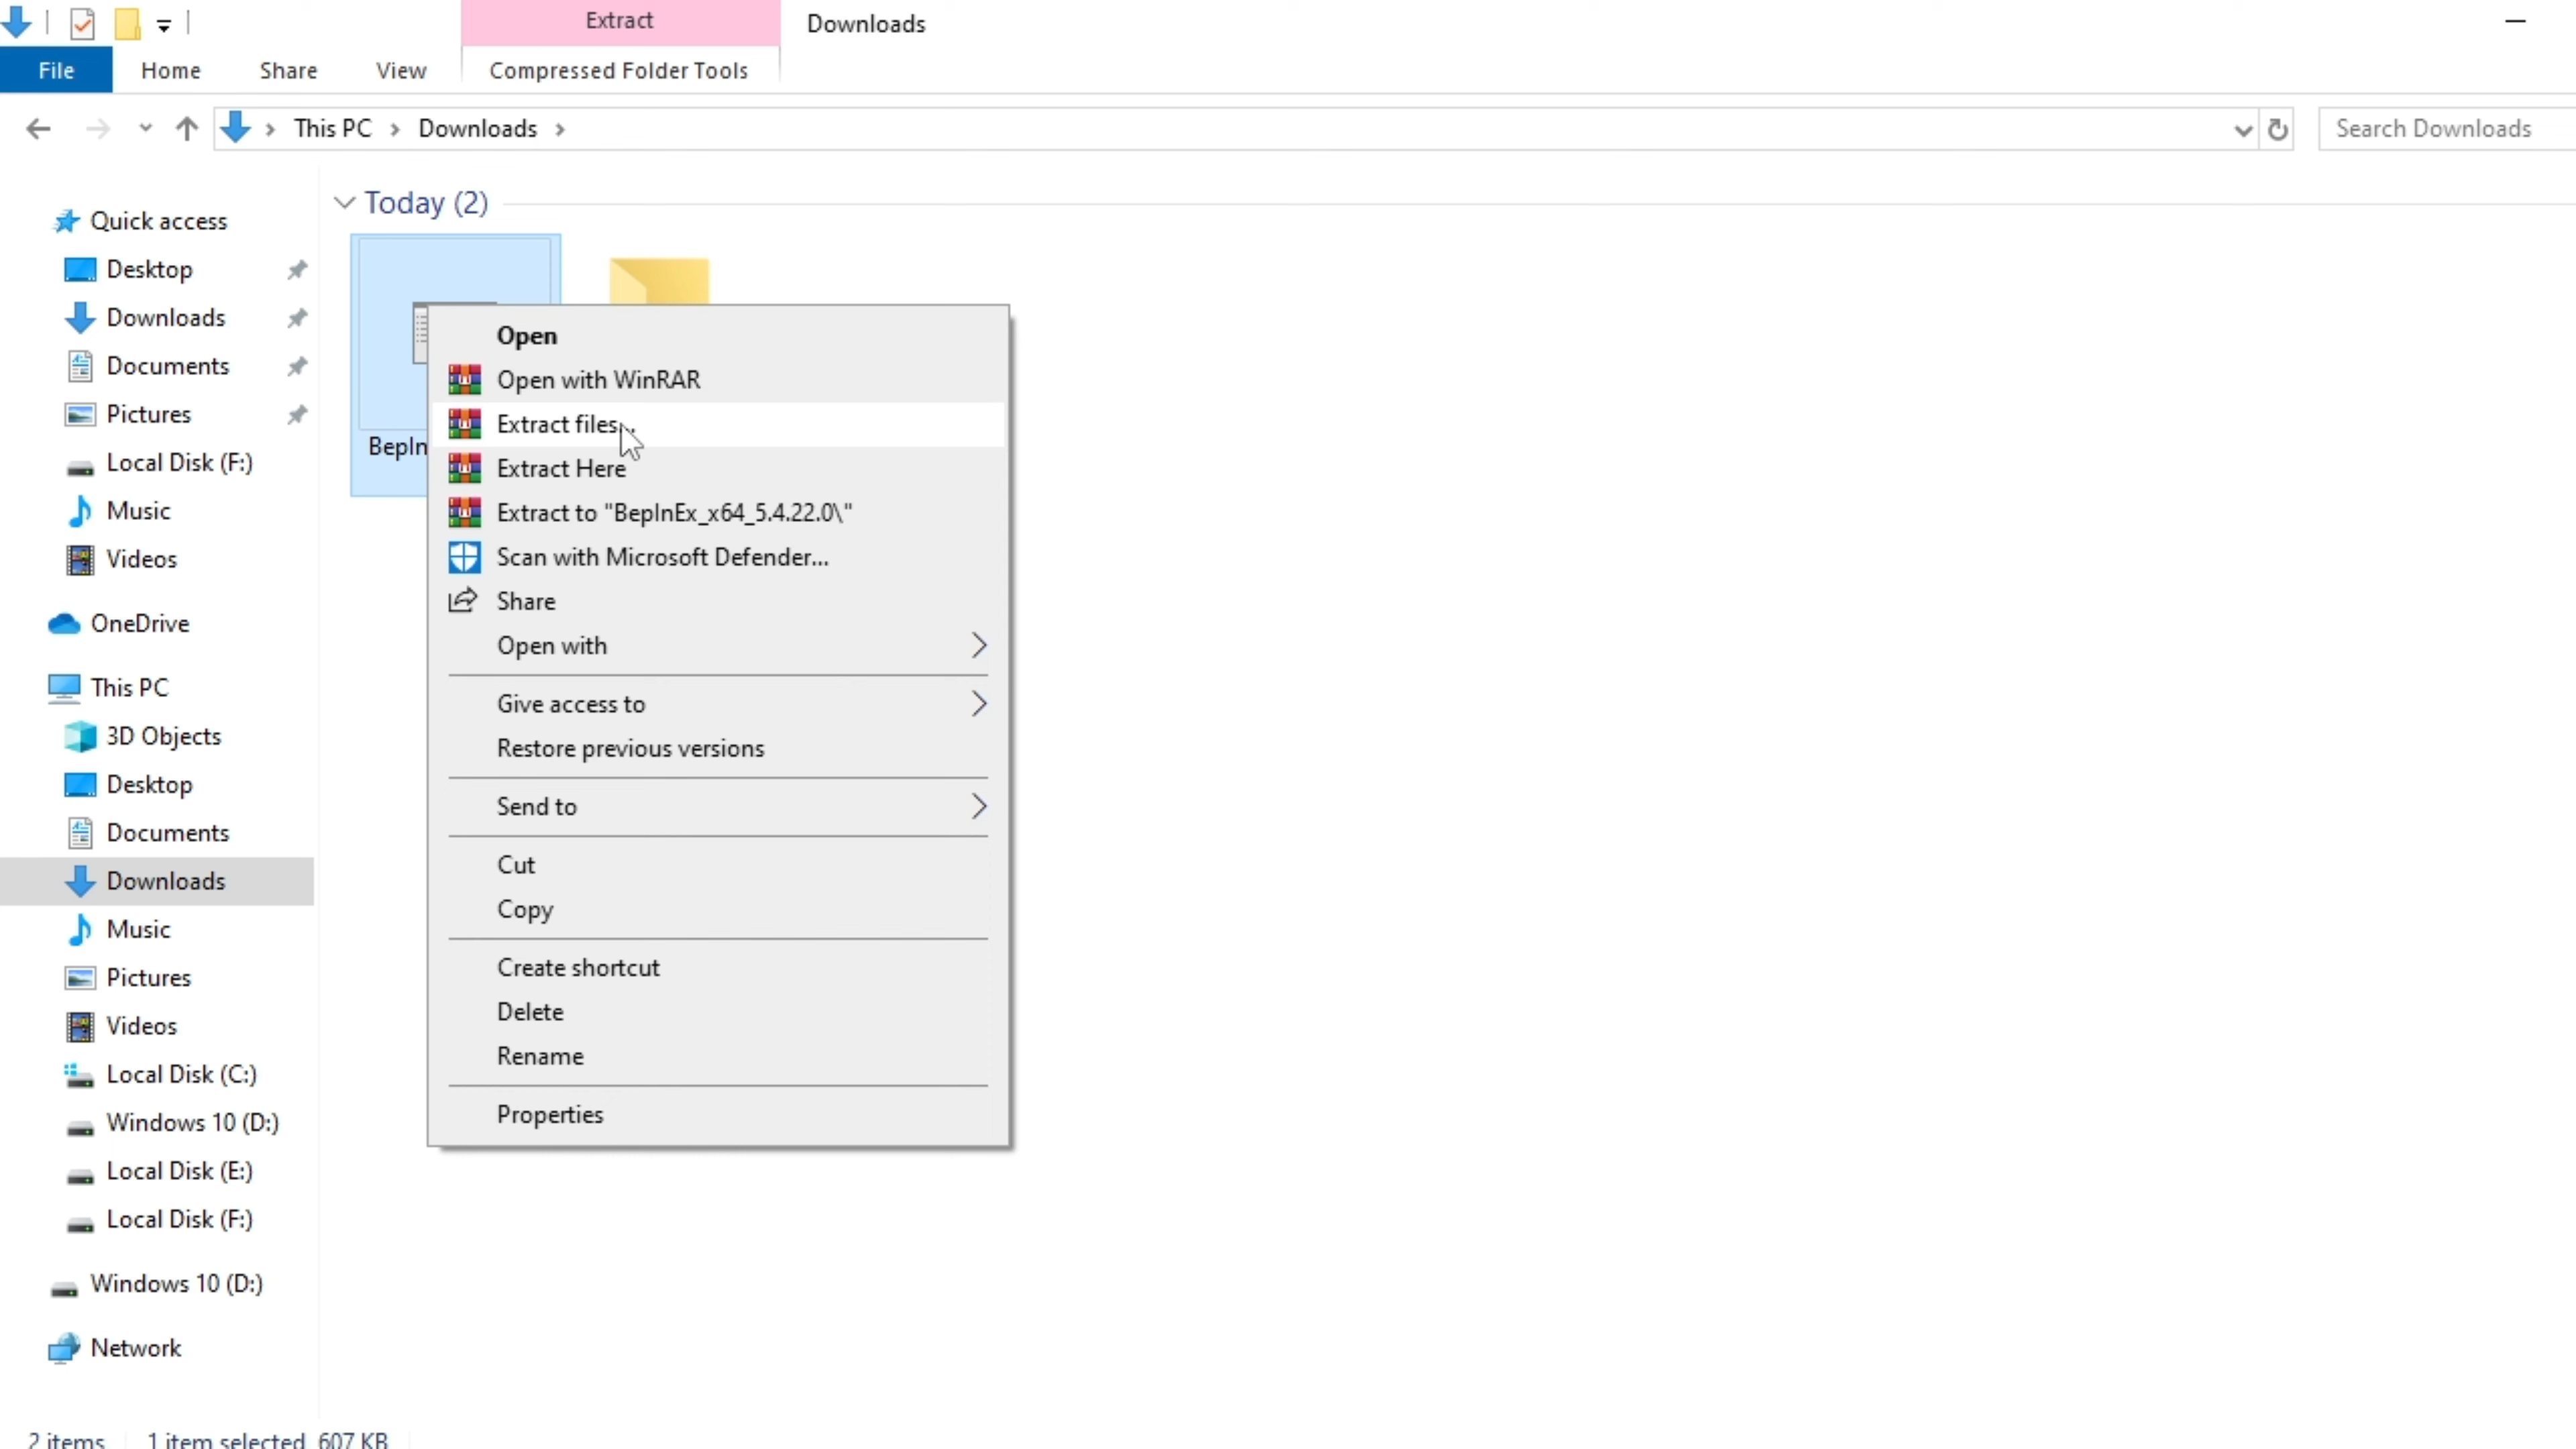 Extract
Downloads
File
Home
Share
View
Compressed Folder Tools
This PC
Downloads
Search Downloads
Today (2)
Quick access
Desktop
Downloads
Documents
Pictures
Local Disk (F:)
Music
Videos
OneDrive
This PC
3D Objects
Desktop
Documents
Downloads
Music
Pictures
Videos
Local Disk (C:)
Windows 10 (D:)
Local Disk (E:)
Local Disk (F:)
Windows 10 (D:)
Network
BepIn
Open
Open with WinRAR
Extract files...
Extract Here
Extract to "BepInEx_x64_5.4.22.0\"
Scan with Microsoft Defender...
Share
Open with
Give access to
Restore previous versions
Send to
Cut
Copy
Create shortcut
Delete
Rename
Properties
2 items
1 item selected 607 KB